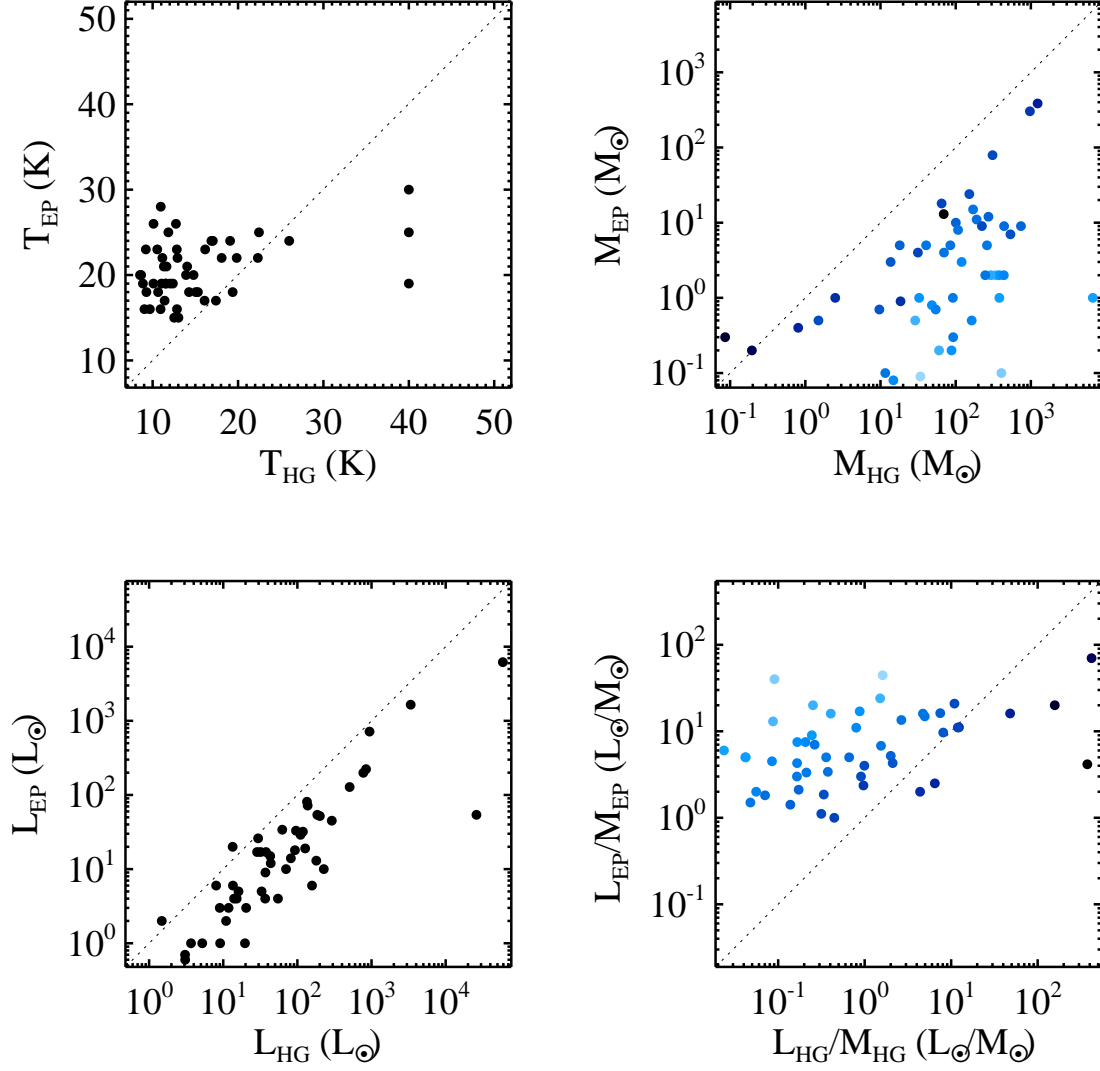 50
40
30
20
10
T_EP (K)
10 20 30 40 50
T_HG (K)
10^3
10^2
10^1
10^0
10^-1
M_EP (M_☉)
10^-1 10^0 10^1 10^2 10^3
M_HG (M_☉)
10^4
10^3
10^2
10^1
10^0
L_EP (L_☉)
10^0 10^1 10^2 10^3 10^4
L_HG (L_☉)
10^2
10^1
10^0
10^-1
L_EP/M_EP (L_☉/M_☉)
10^-1 10^0 10^1 10^2
L_HG/M_HG (L_☉/M_☉)